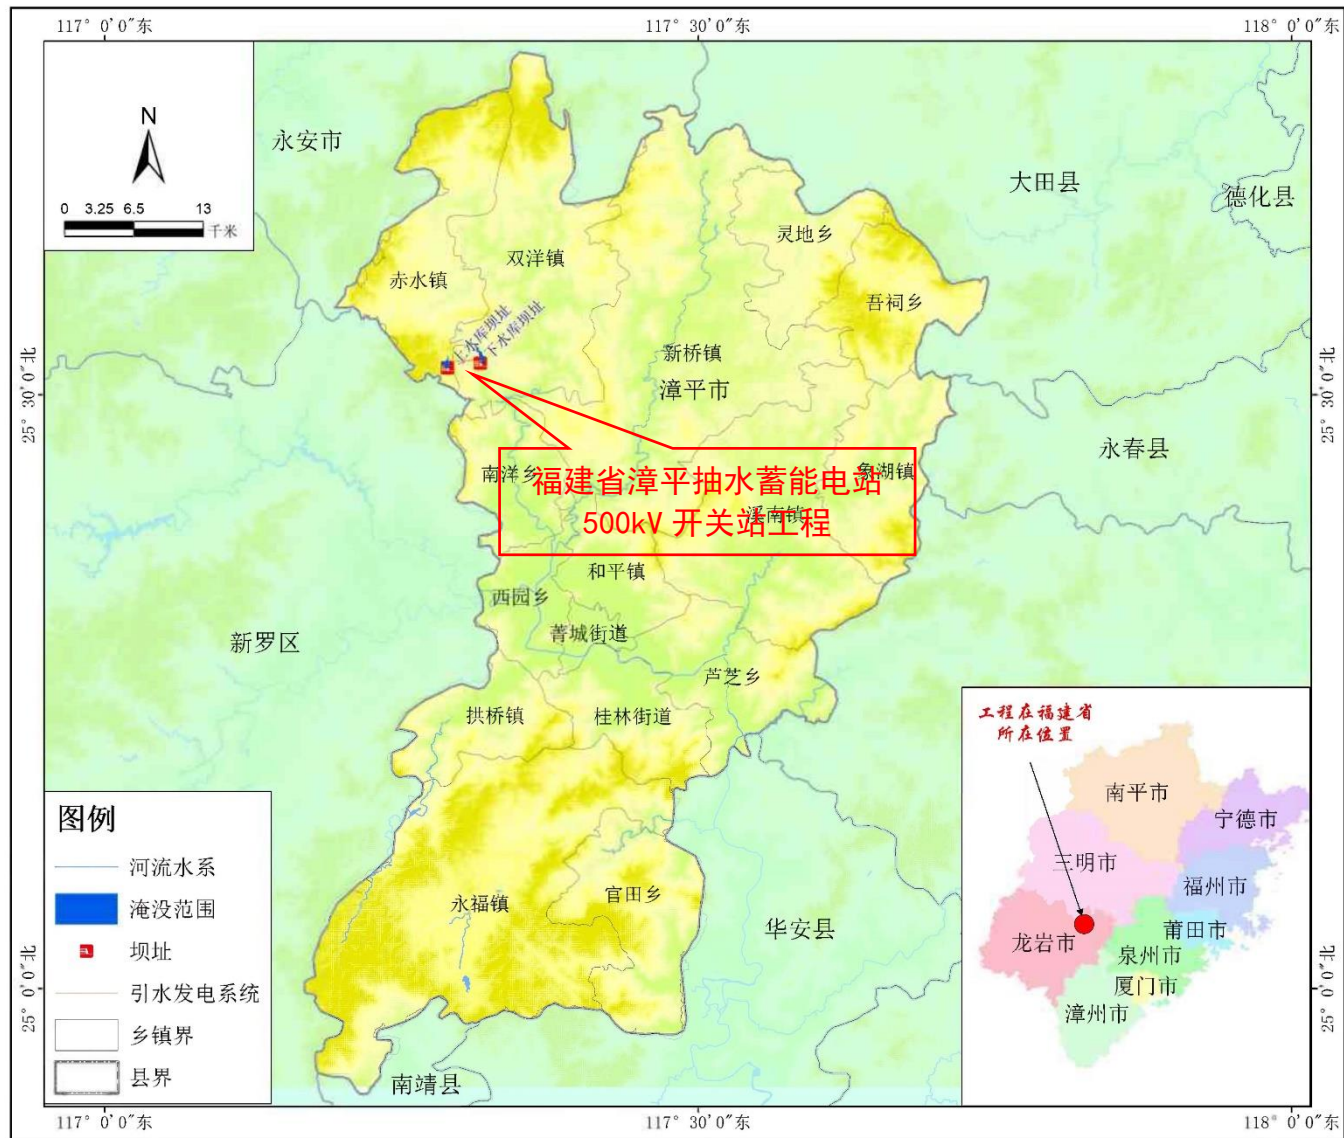 117° 0′0″东
117° 30′0″东
118° 0′0″东
N
0 3.25 6.5 13
千米
永安市
大田县
德化县
灵地乡
双洋镇
赤水镇
吾祠乡
上水库坝址
下水库坝址
新桥镇
漳平市
25° 30′0″北
25° 30′0″北
永春县
南洋乡
象湖镇
福建省漳平抽水蓄能电站
500kV 开关站工程
溪南镇
和平镇
西园乡
菁城街道
新罗区
芦芝乡
拱桥镇
桂林街道
工程在福建省
所在位置
南平市
宁德市
三明市
福州市
莆田市
龙岩市
泉州市
厦门市
漳州市
图例
河流水系
淹没范围
坝址
引水发电系统
乡镇界
县界
永福镇
官田乡
华安县
25° 0′0″北
25° 0′0″北
南靖县
117° 0′0″东
117° 30′0″东
118° 0′0″东